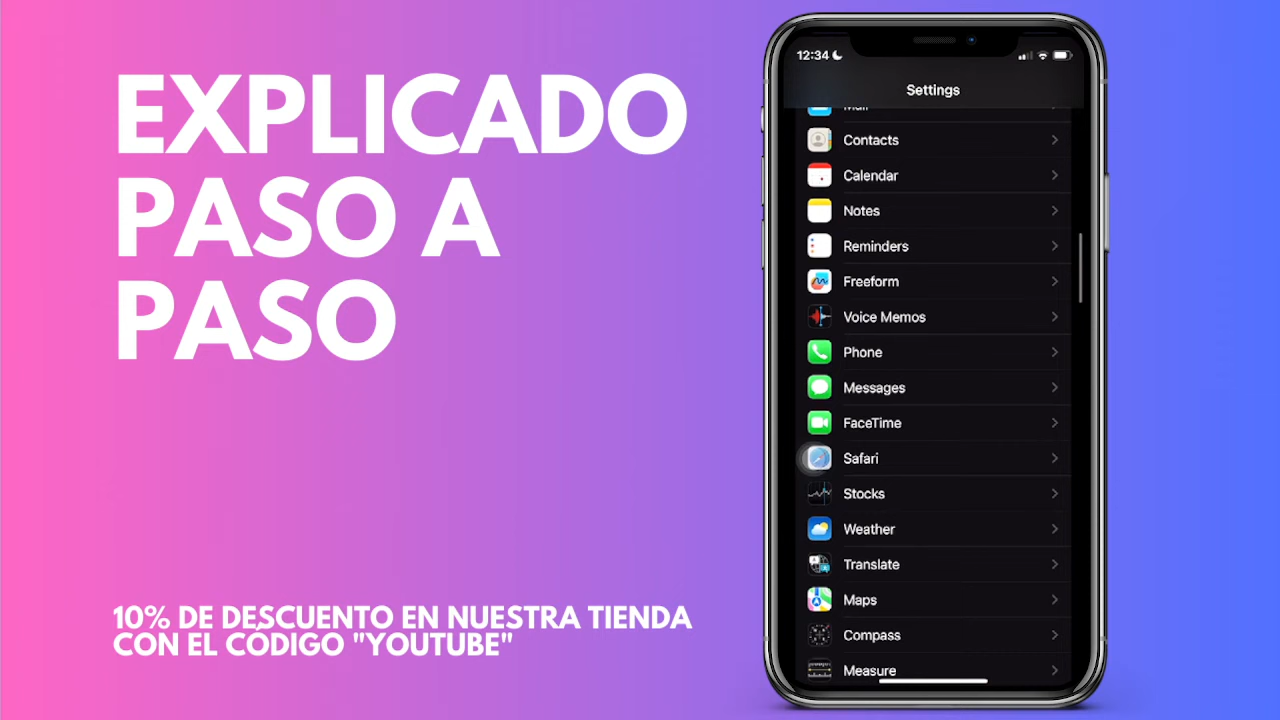 EXPLICADO
PASO A
PASO
10% DE DESCUENTO EN NUESTRA TIENDA
CON EL CÓDIGO "YOUTUBE"
12:34
Settings
Mail
Contacts
Calendar
Notes
Reminders
Freeform
Voice Memos
Phone
Messages
FaceTime
Safari
Stocks
Weather
Translate
Maps
Compass
Measure